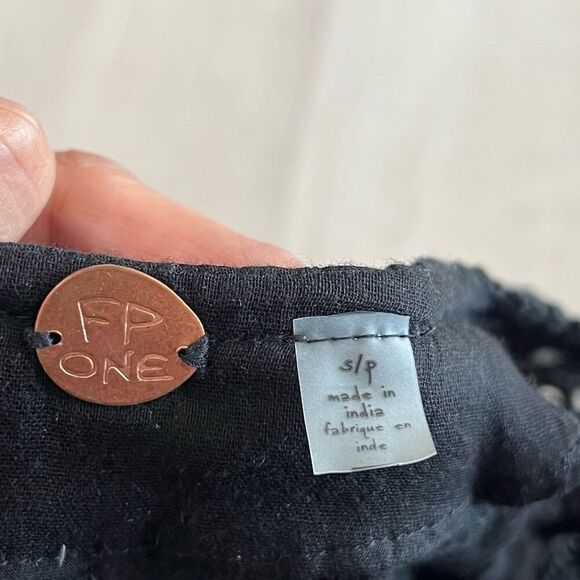 FP
ONE
s/p
made in
india
fabrique en
inde